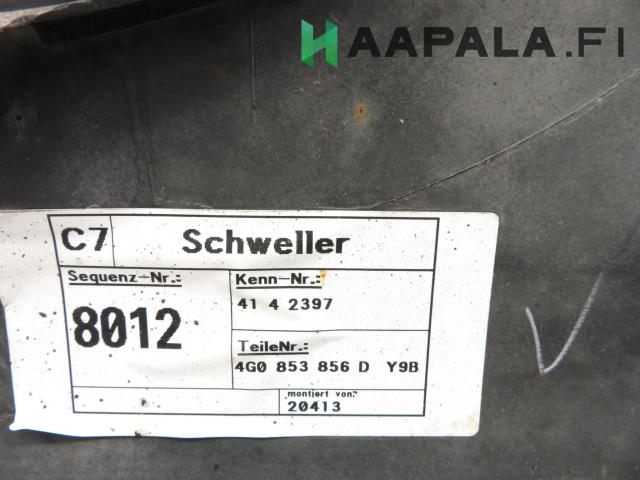 HAAPALA.FI
C7 Schweller
Sequenz-Nr.: Kenn-Nr.:
8012 41 4 2397
TeileNr.:
4G0 853 856 D Y9B
montiert von:
20413
V